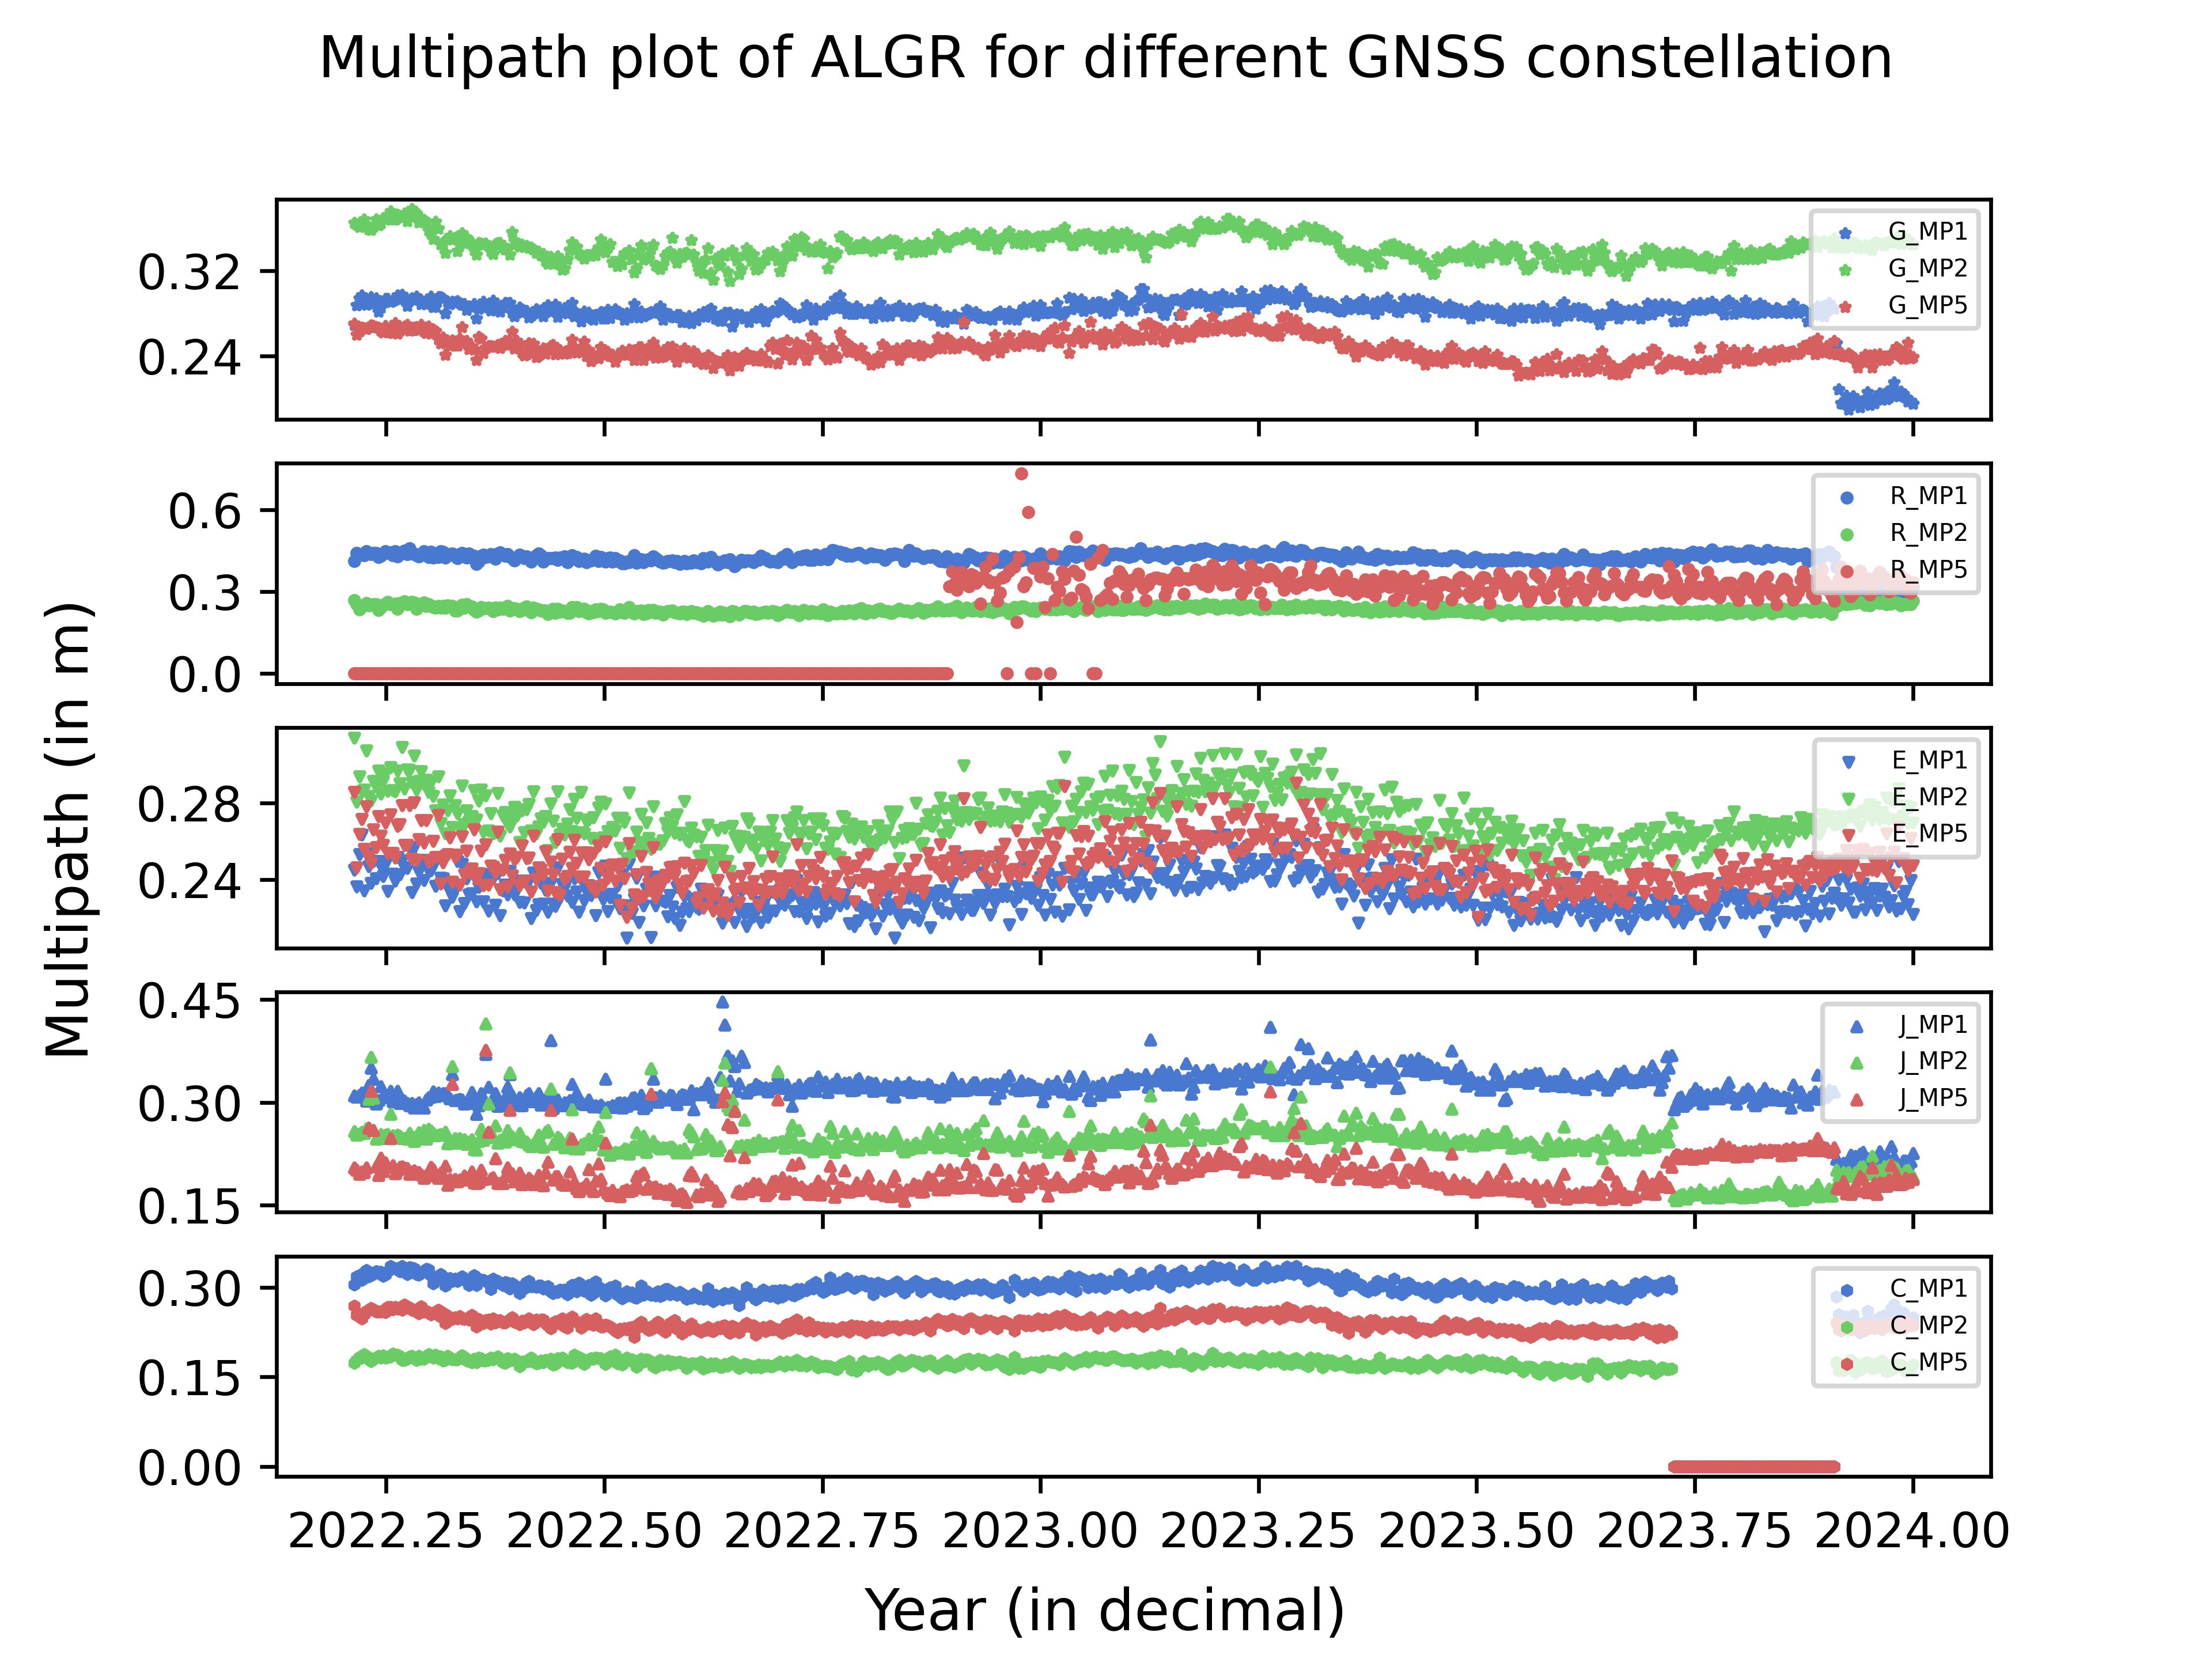 Multipath plot of ALGR for different GNSS constellation
0.32
0.24
G_MP1
G_MP2
G_MP5
0.6
0.3
0.0
R_MP1
R_MP2
R_MP5
0.28
0.24
E_MP1
E_MP2
E_MP5
0.45
0.30
0.15
J_MP1
J_MP2
J_MP5
0.30
0.15
0.00
C_MP1
C_MP2
C_MP5
2022.25 2022.50 2022.75 2023.00 2023.25 2023.50 2023.75 2024.00
Year (in decimal)
Multipath (in m)